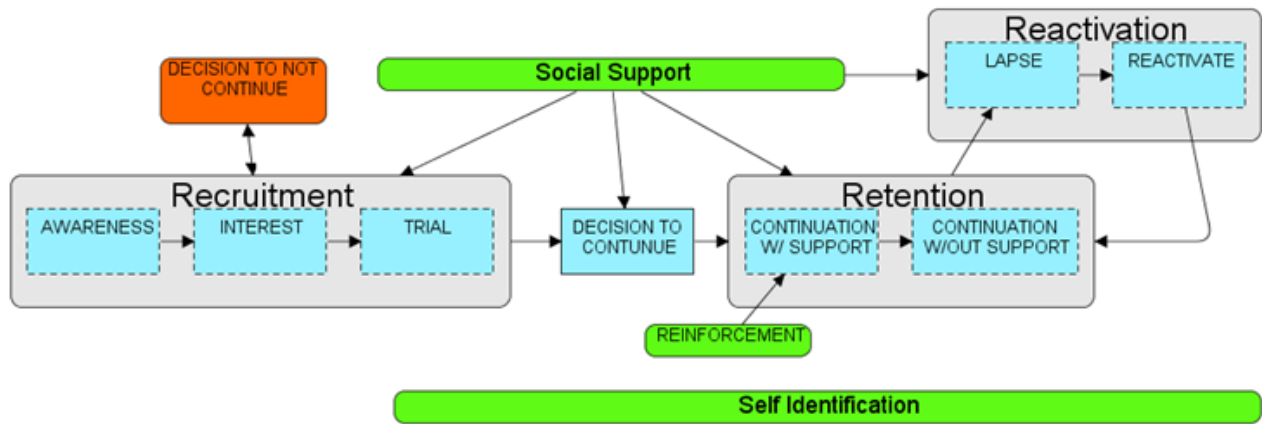 Reactivation
LAPSE
REACTIVATE
DECISION TO NOT
CONTINUE
Social Support
Recruitment
AWARENESS
INTEREST
TRIAL
DECISION TO
CONTUNUE
Retention
CONTINUATION
W/ SUPPORT
CONTINUATION
W/OUT SUPPORT
REINFORCEMENT
Self Identification